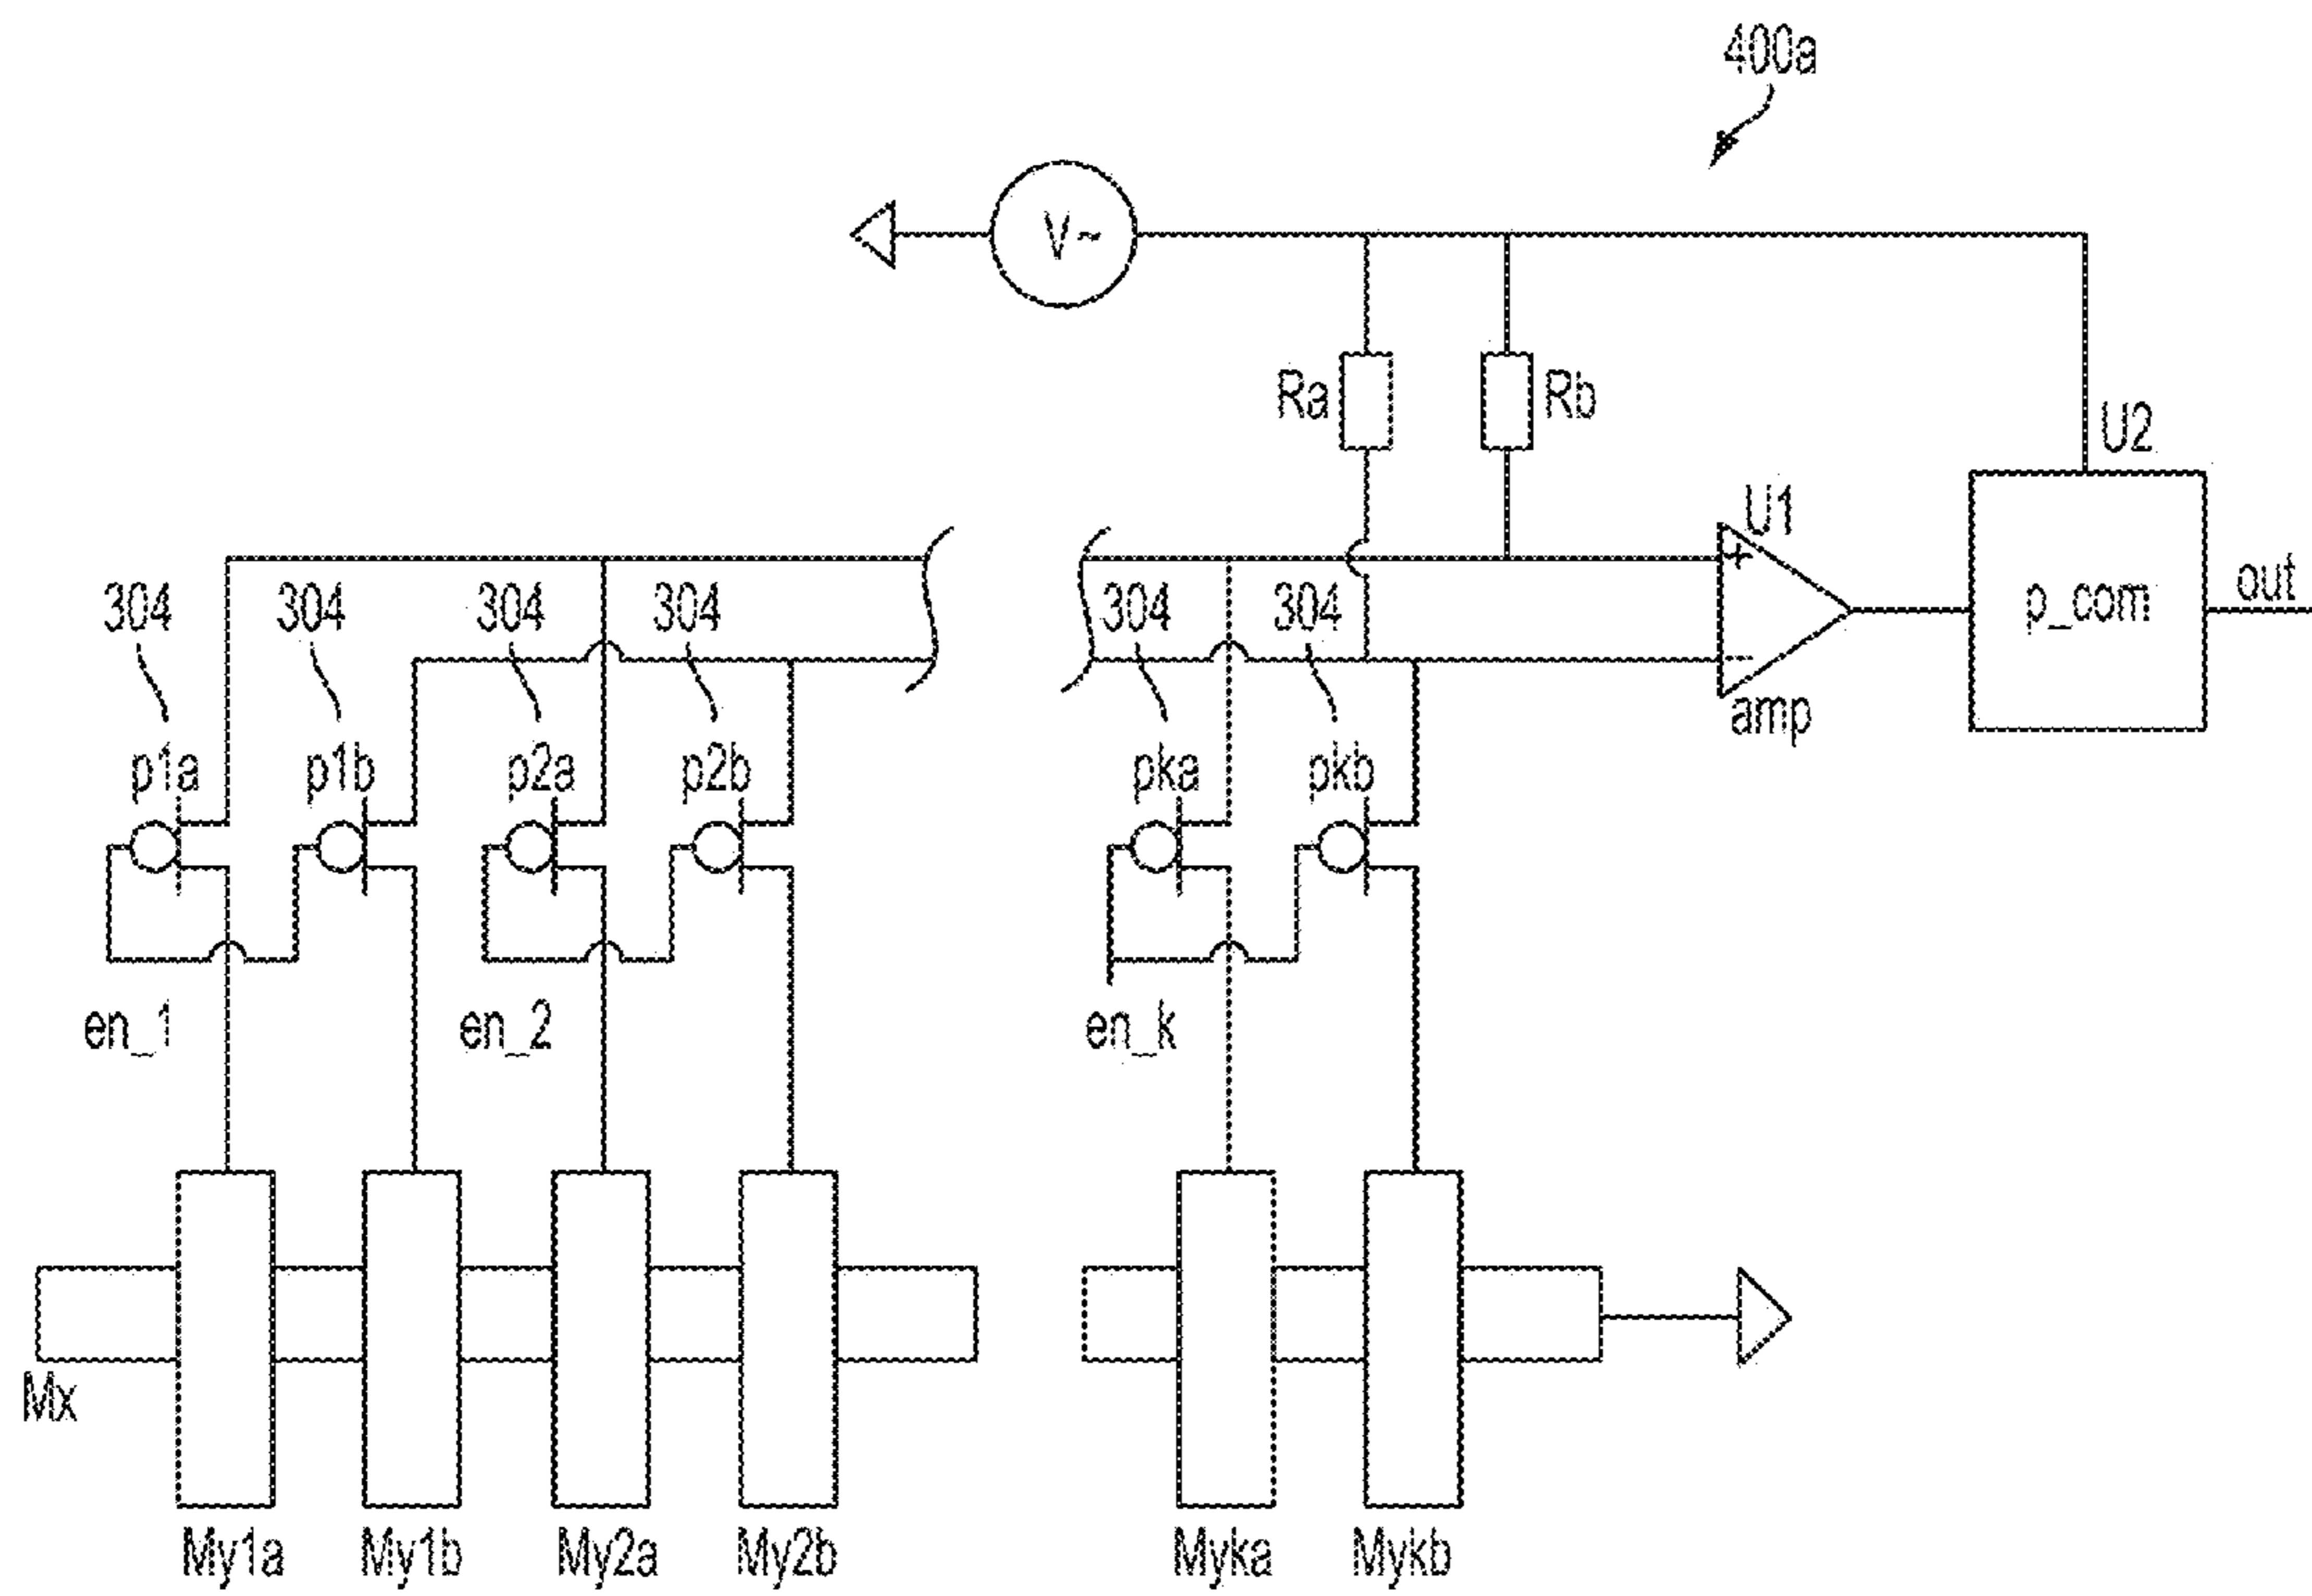 400a
V~
Ra
Rb
U2
U1
+
304
304
304
304
304
304
p_com
out
-
amp
p1a
p1b
p2a
p2b
pka
pkb
en_1
en_2
en_k
Mx
My1a
My1b
My2a
My2b
Myka
Mykb